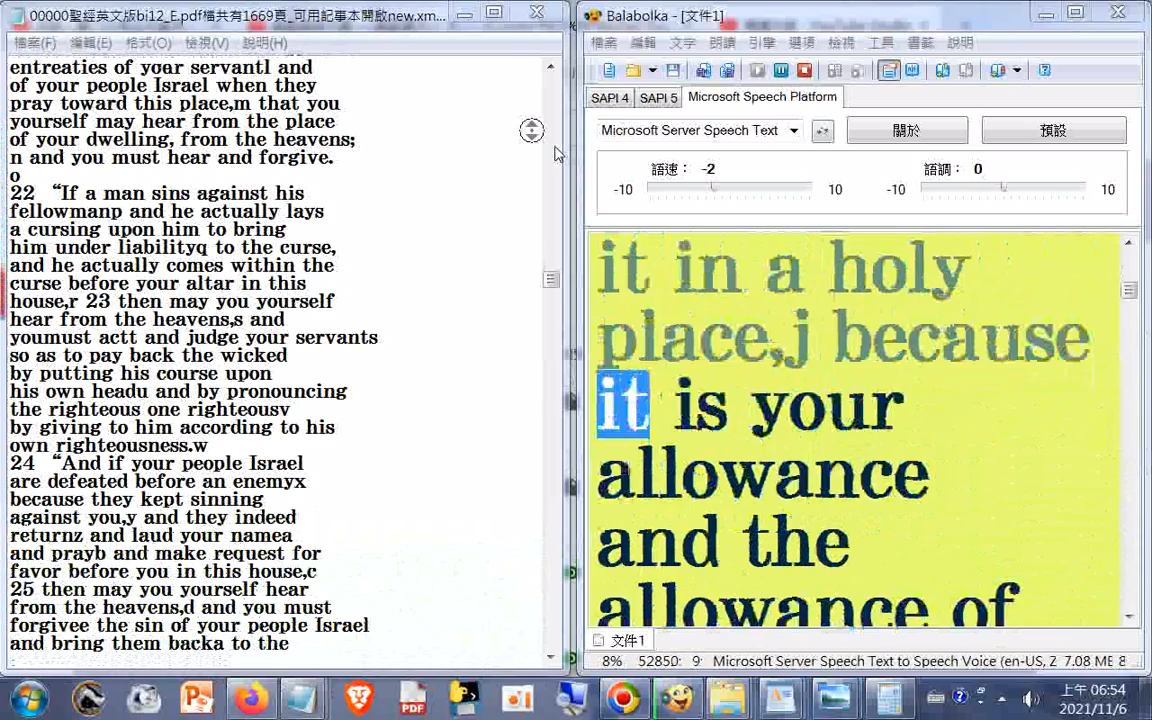 00000聖經英文版bi12_E.pdf檔共有1669頁_可用記事本開啟new.xm...
檔案(F) 編輯(E) 格式(O) 檢視(V) 說明(H)
entreaties of your servantl and
of your people Israel when they
pray toward this place,m that you
yourself may hear from the place
of your dwelling, from the heavens;
n and you must hear and forgive.
o
22 “If a man sins against his
fellowmanp and he actually lays
a cursing upon him to bring
him under liabilityq to the curse,
and he actually comes within the
curse before your altar in this
house,r 23 then may you yourself
hear from the heavens,s and
youmust actt and judge your servants
so as to pay back the wicked
by putting his course upon
his own headu and by pronouncing
the righteous one righteousv
by giving to him according to his
own righteousness.w
24 “And if your people Israel
are defeated before an enemyx
because they kept sinning
against you,y and they indeed
returnz and laud your namea
and prayb and make request for
favor before you in this house,c
25 then may you yourself hear
from the heavens,d and you must
forgivee the sin of your people Israel
and bring them backa to the
Balabolka - [文件1]
檔案 編輯 文字 朗讀 引擎 選項 檢視 工具 書籤 說明
SAPI 4 SAPI 5 Microsoft Speech Platform
Microsoft Server Speech Text 關於 預設
語速： -2 語調： 0
-10 10 -10 10
it in a holy
place,j because
it is your
allowance
and the
allowance of
文件1
8% 52850: 9 Microsoft Server Speech Text to Speech Voice (en-US, Z 7.08 MB 8
PDF
上午 06:54
2021/11/6